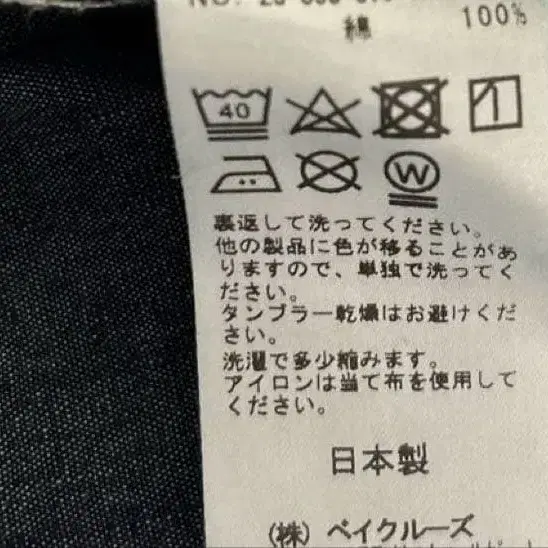 綿 100%
40
W
裏返して洗ってください。
他の製品に色が移ることがあ
りますので、単独で洗ってく
ださい。
タンブラー乾燥はお避けくだ
さい。
洗濯で多少縮みます。
アイロンは当て布を使用して
ください。
日本製
(株) ベイクルーズ